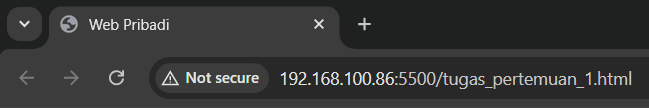 Web Pribadi
Not secure 192.168.100.86:5500/tugas_pertemuan_1.html